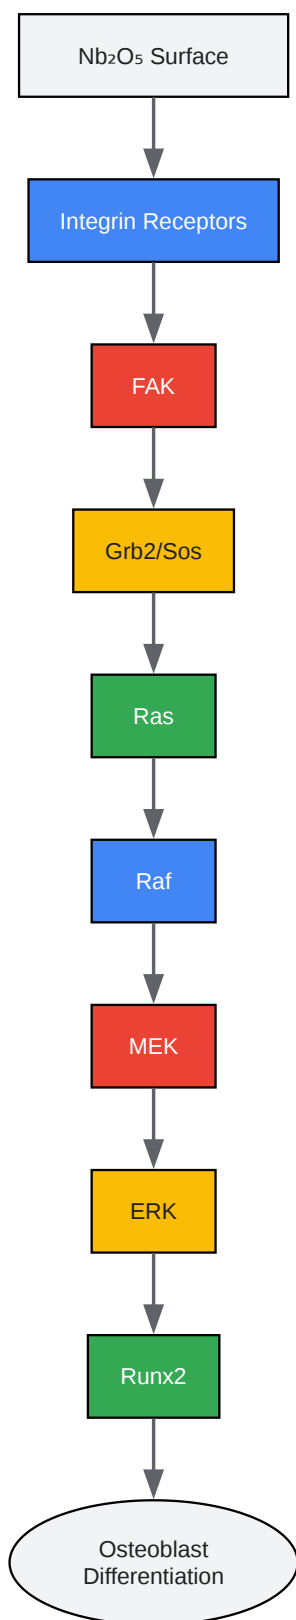 Nb₂O₅ Surface
Integrin Receptors
FAK
Grb2/Sos
Ras
Raf
MEK
ERK
Runx2
Osteoblast
Differentiation